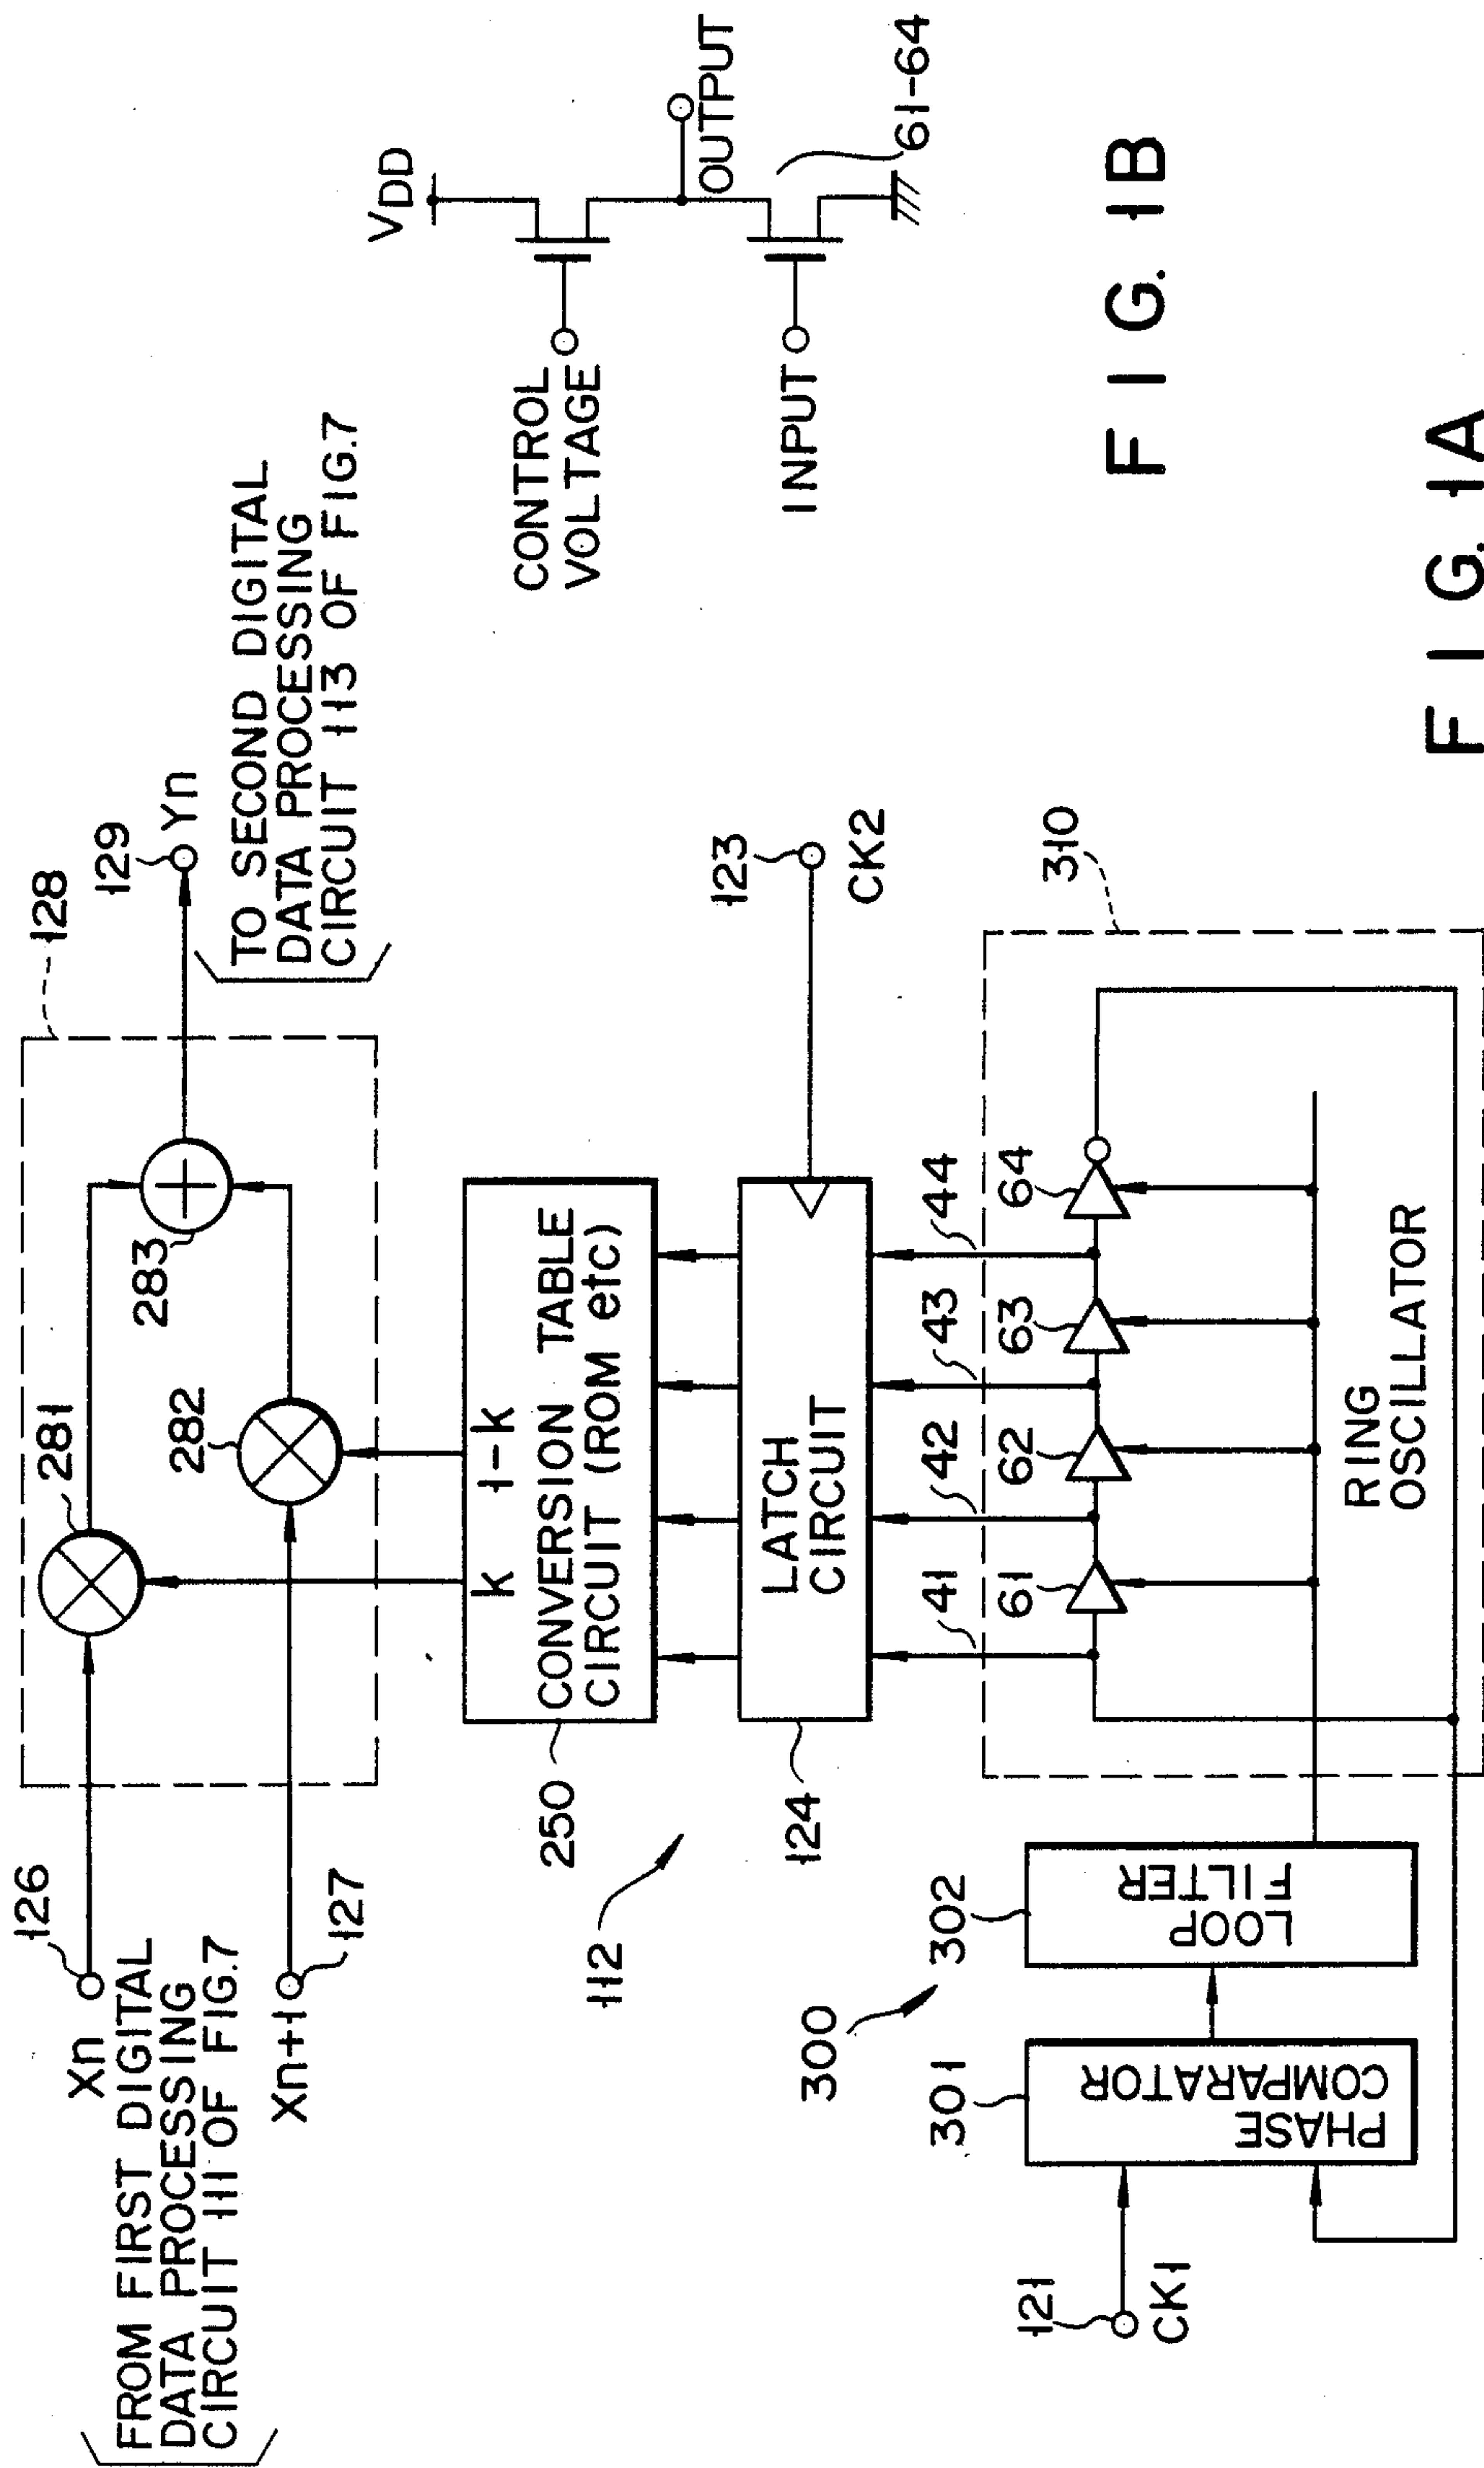 FROM FIRST DIGITAL
DATA PROCESSING
CIRCUIT 111 OF FIG.7
Xn
126
Xn+1
127
281
282
283
128
129
Yn
TO SECOND DIGITAL
DATA PROCESSING
CIRCUIT 113 OF FIG.7
k
1-k
CONVERSION TABLE
CIRCUIT (ROM etc)
250
112
LATCH
CIRCUIT
124
123
CK2
41
42
43
44
61
62
63
64
310
RING
OSCILLATOR
300
302
LOOP
FILTER
301
PHASE
COMPARATOR
121
CK1
FIG. 1A
VDD
CONTROL
VOLTAGE
OUTPUT
INPUT
61-64
FIG. 1B